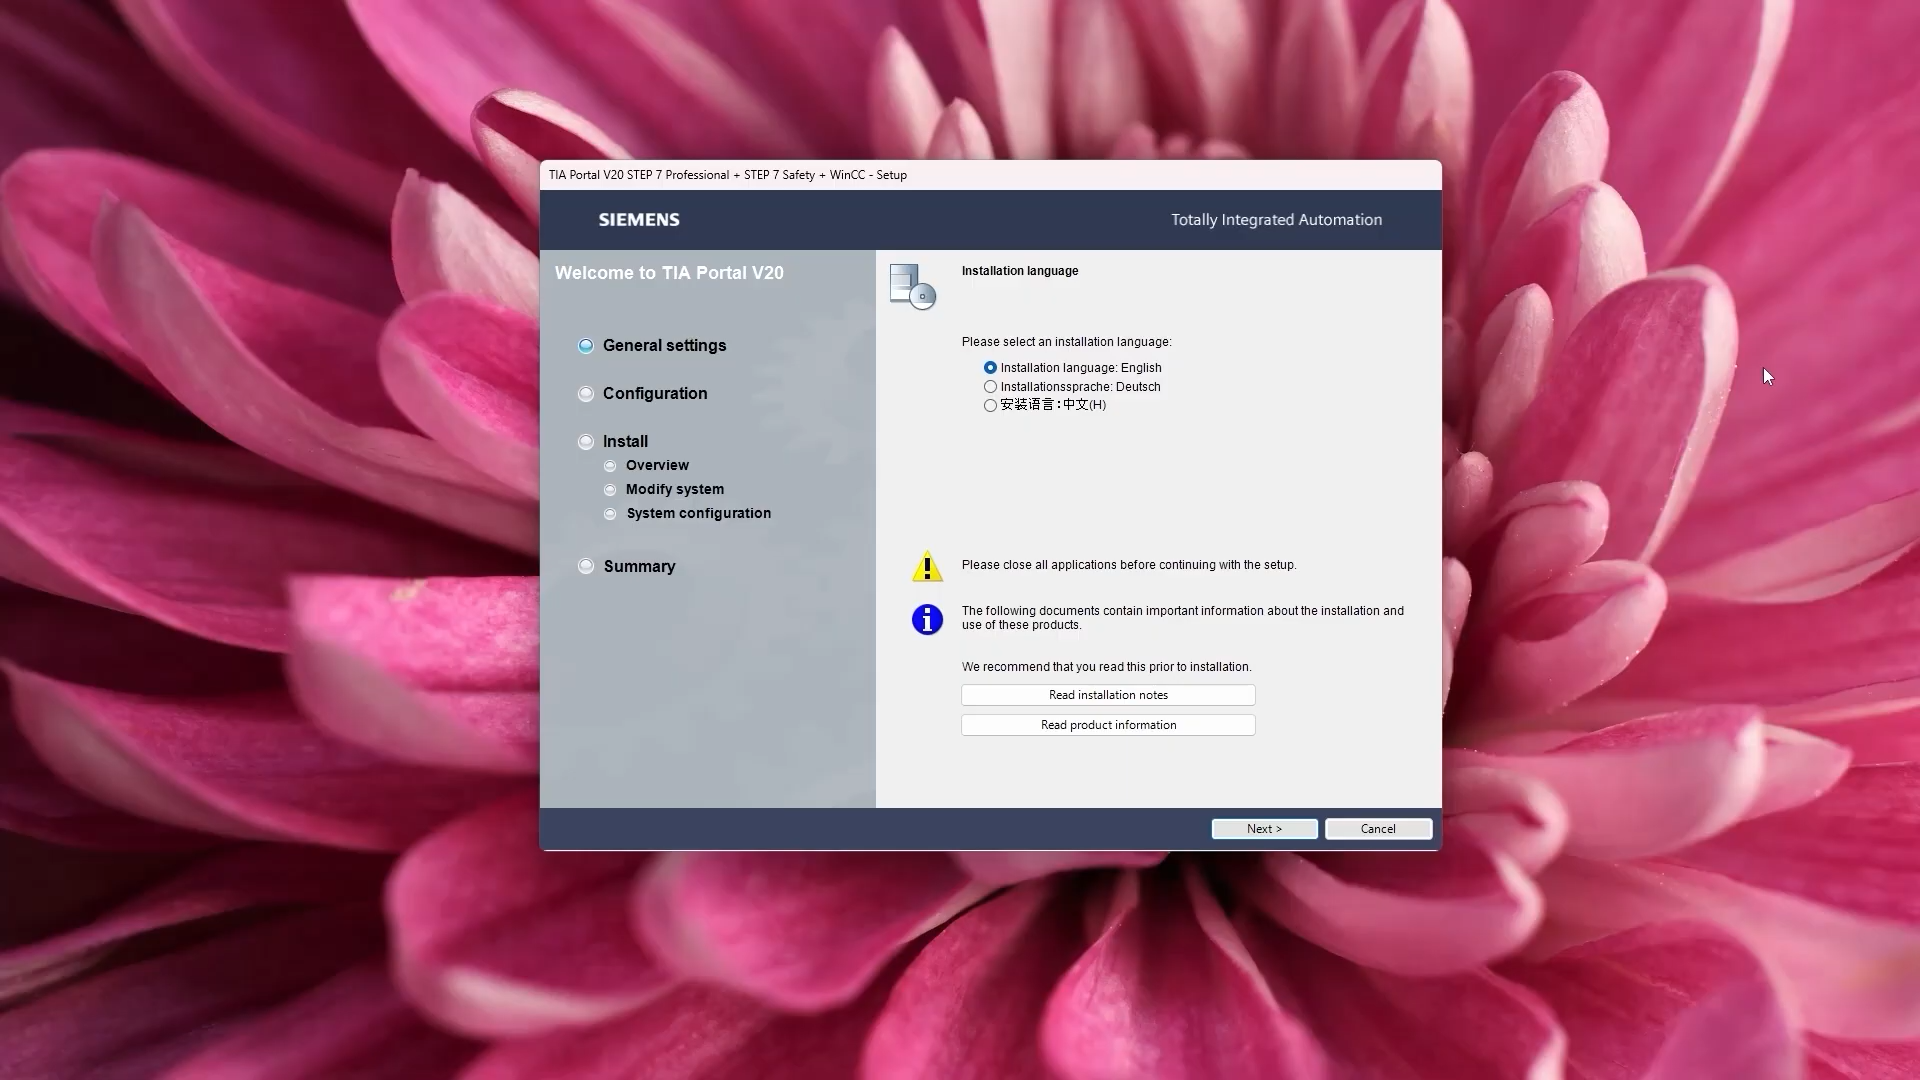 TIA Portal V20 STEP 7 Professional + STEP 7 Safety + WinCC - Setup
SIEMENS
Totally Integrated Automation
Welcome to TIA Portal V20
General settings
Configuration
Install
Overview
Modify system
System configuration
Summary
Installation language
Please select an installation language:
Installation language: English
Installationssprache: Deutsch
安装语言:中文(H)
Please close all applications before continuing with the setup.
The following documents contain important information about the installation and
use of these products.
We recommend that you read this prior to installation.
Read installation notes
Read product information
Next >
Cancel